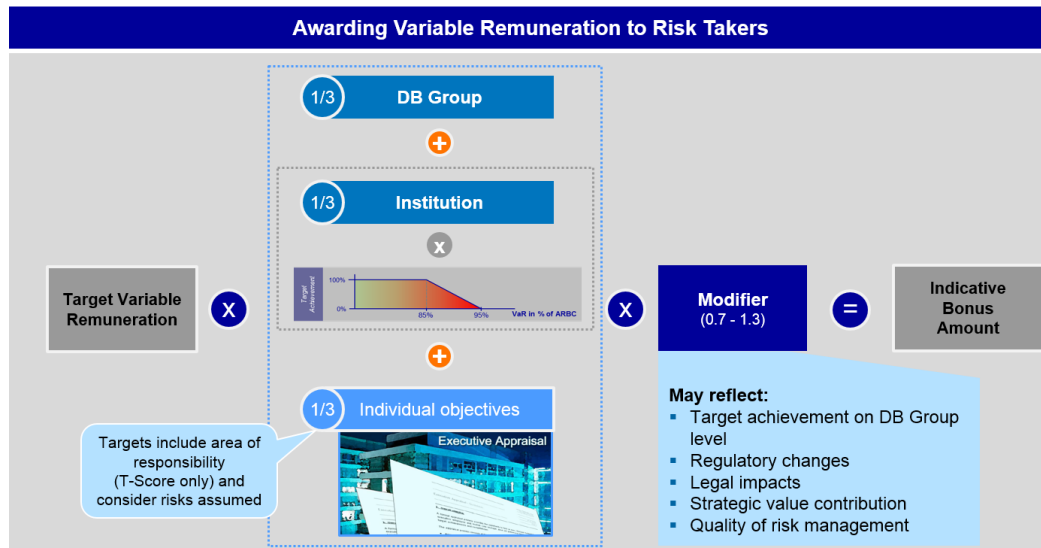 Awarding Variable Remuneration to Risk Takers
1/3
DB Group
+
1/3
Institution
x
Target
Achievement
100%
0%
85%
95%
VaR in % of ARBC
Target Variable
Remuneration
X
X
Modifier
(0.7 - 1.3)
=
Indicative
Bonus
Amount
+
1/3
Individual objectives
Executive Appraisal
Targets include area of
responsibility
(T-Score only) and
consider risks assumed
May reflect:
▪ Target achievement on DB Group
level
▪ Regulatory changes
▪ Legal impacts
▪ Strategic value contribution
▪ Quality of risk management